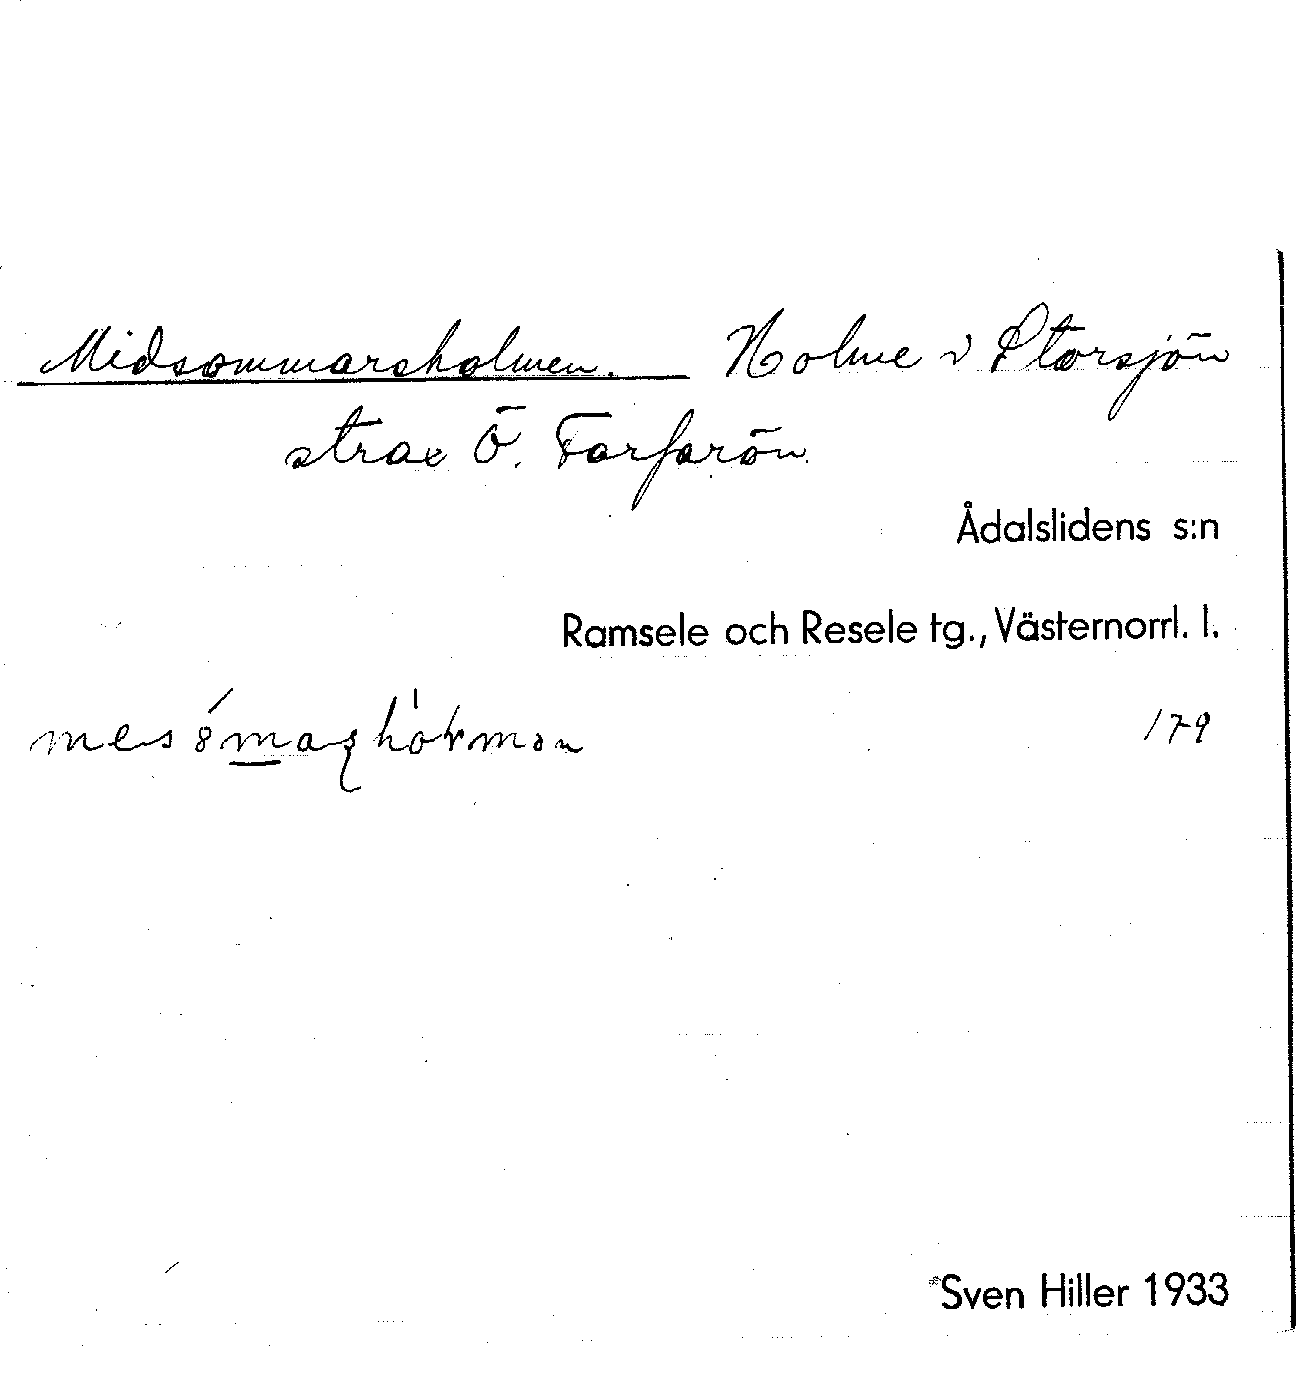 Midsommarsholmen. Holme i Storsjön
strax Ö. Farfarön.
Ådalslidens s:n
Ramsele och Resele tg., Västernorrl. l.
179
Sven Hiller 1933